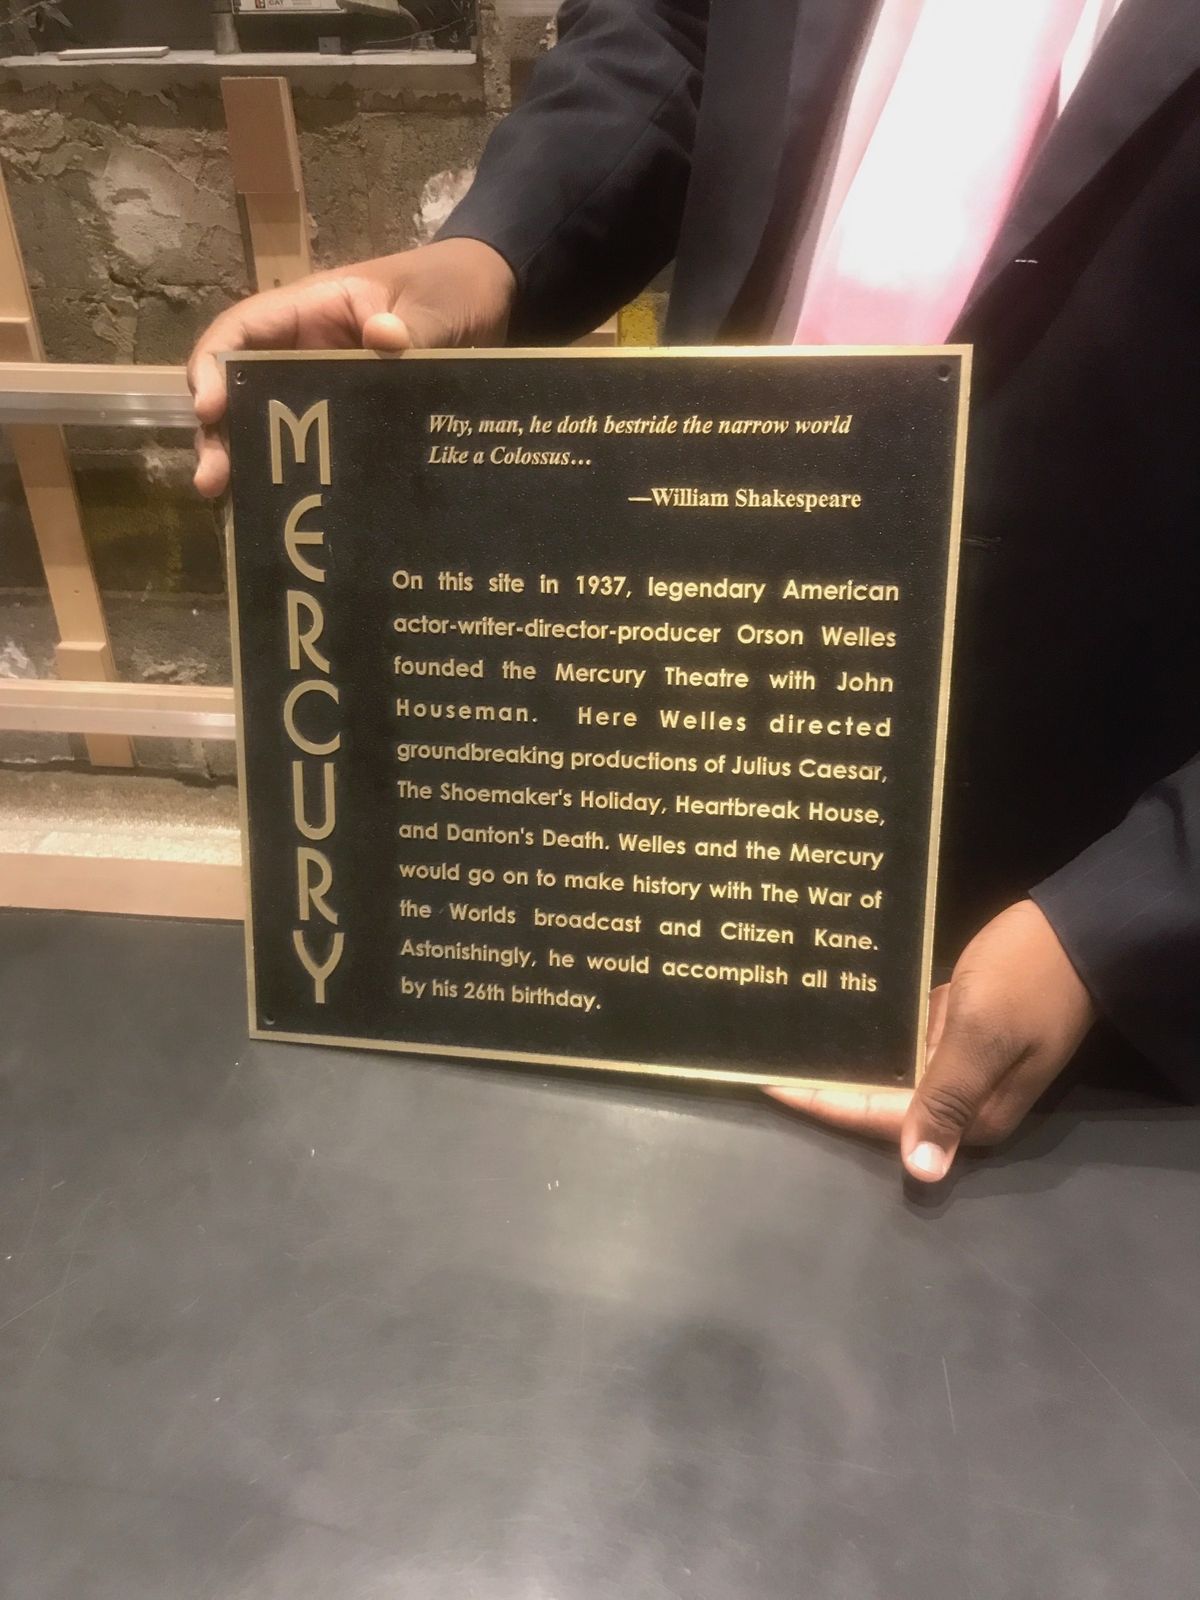 CAT
MERCURY
Why, man, he doth bestride the narrow world
Like a Colossus...
—William Shakespeare
On this site in 1937, legendary American
actor-writer-director-producer Orson Welles
founded the Mercury Theatre with John
Houseman. Here Welles directed
groundbreaking productions of Julius Caesar,
The Shoemaker's Holiday, Heartbreak House,
and Danton's Death. Welles and the Mercury
would go on to make history with The War of
the Worlds broadcast and Citizen Kane.
Astonishingly, he would accomplish all this
by his 26th birthday.